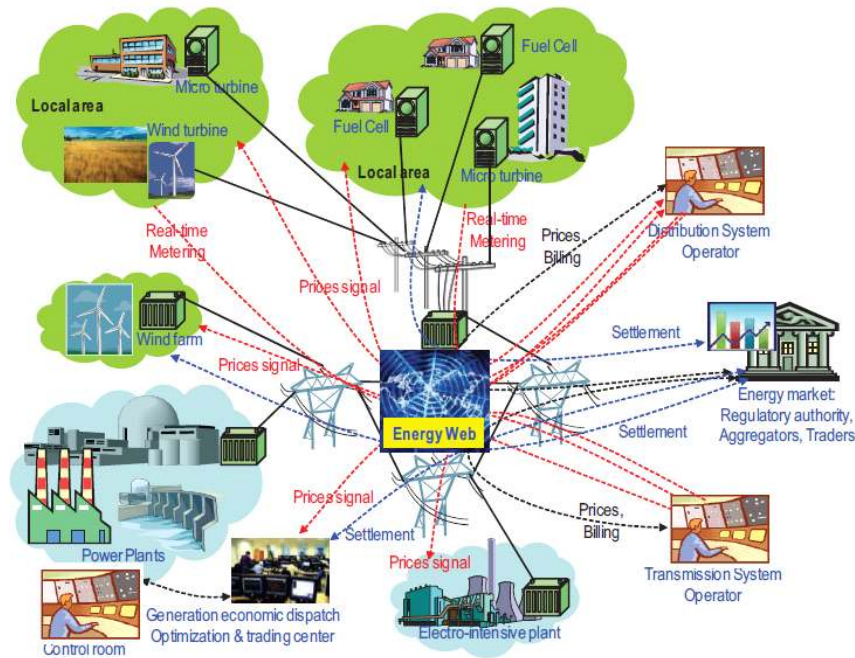 Fuel Cell
Micro turbine
Local area
Wind turbine
Fuel Cell
Local area
Micro turbine
Real-time
Metering
Real-time
Metering
Prices,
Billing
Distribution System
Operator
Prices signal
Wind farm
Prices signal
Settlement
Energy Web
Energy market:
Regulatory authority,
Aggregators, Traders
Settlement
Prices signal
Prices,
Billing
Settlement
Power Plants
Prices signal
Transmission System
Operator
Generation economic dispatch
Optimization & trading center
Electro-intensive plant
Control room